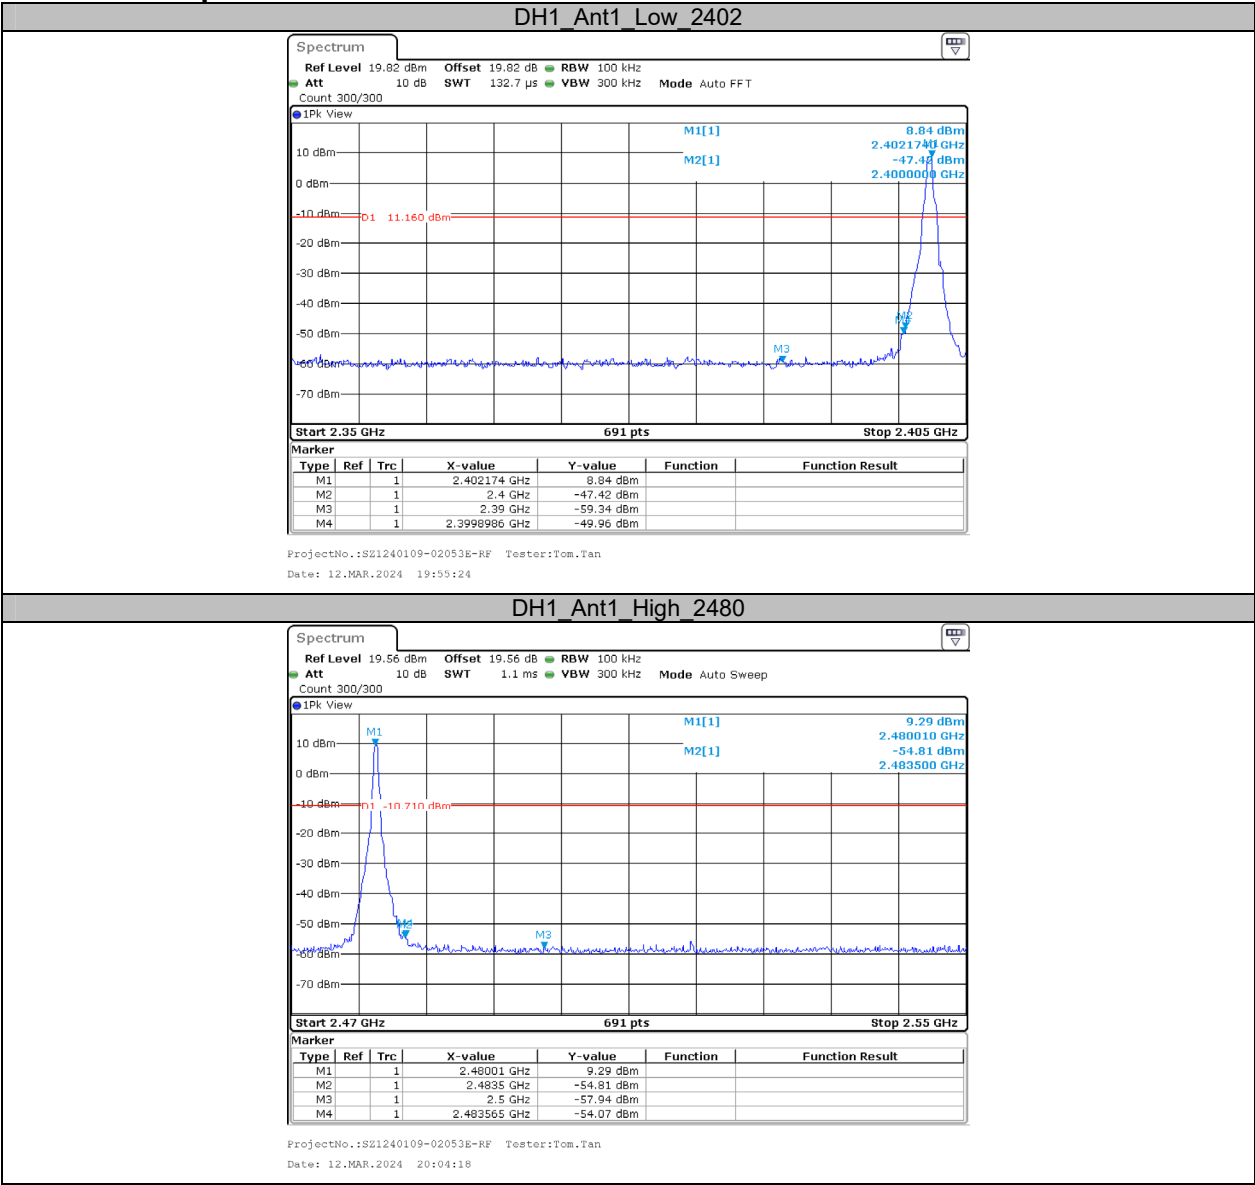 DH1_Ant1_Low_2402
Spectrum
Ref Level 19.82 dBm Offset 19.82 dB RBW 100 kHz
Att 10 dB SWT 132.7 µs VBW 300 kHz Mode Auto FFT
Count 300/300
1Pk View
M1[1] 8.84 dBm
2.4021740 GHz
M2[1] -47.42 dBm
2.4000000 GHz
M1
10 dBm
0 dBm
-10 dBm
D1 11.160 dBm
-20 dBm
-30 dBm
-40 dBm
M2
-50 dBm
M3
-60 dBm
-70 dBm
Start 2.35 GHz 691 pts Stop 2.405 GHz
Marker
Type Ref Trc X-value Y-value Function Function Result
M1 1 2.402174 GHz 8.84 dBm
M2 1 2.4 GHz -47.42 dBm
M3 1 2.39 GHz -59.34 dBm
M4 1 2.3998986 GHz -49.96 dBm
ProjectNo.:SZ1240109-02053E-RF Tester:Tom.Tan
Date: 12.MAR.2024 19:55:24
DH1_Ant1_High_2480
Spectrum
Ref Level 19.56 dBm Offset 19.56 dB RBW 100 kHz
Att 10 dB SWT 1.1 ms VBW 300 kHz Mode Auto Sweep
Count 300/300
1Pk View
M1[1] 9.29 dBm
2.480010 GHz
M2[1] -54.81 dBm
2.483500 GHz
M1
10 dBm
0 dBm
-10 dBm
D1 -10.710 dBm
-20 dBm
-30 dBm
-40 dBm
-50 dBm
M2
M3
-60 dBm
-70 dBm
Start 2.47 GHz 691 pts Stop 2.55 GHz
Marker
Type Ref Trc X-value Y-value Function Function Result
M1 1 2.48001 GHz 9.29 dBm
M2 1 2.4835 GHz -54.81 dBm
M3 1 2.5 GHz -57.94 dBm
M4 1 2.483565 GHz -54.07 dBm
ProjectNo.:SZ1240109-02053E-RF Tester:Tom.Tan
Date: 12.MAR.2024 20:04:18